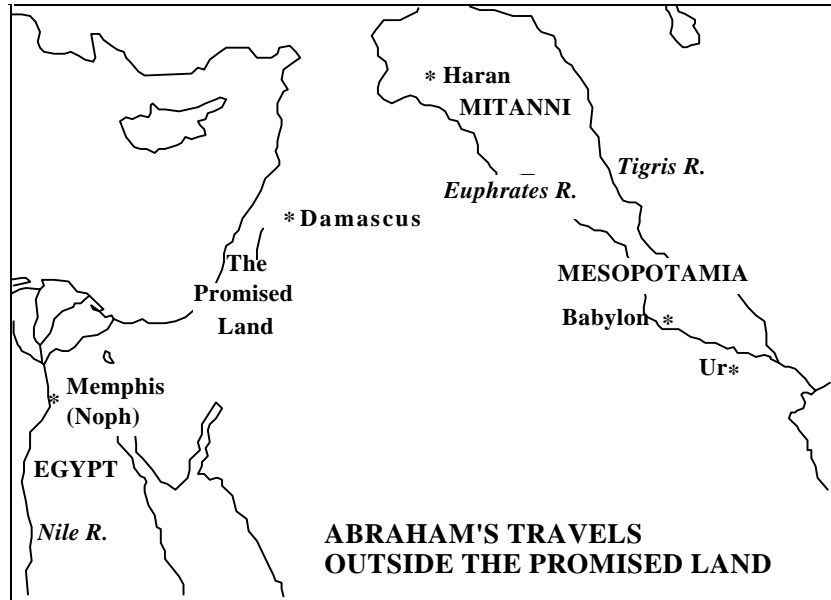 * Haran
MITANNI
Tigris R.
Euphrates R.
* Damascus
The
Promised
Land
MESOPOTAMIA
Babylon *
Ur*
* Memphis
(Noph)
EGYPT
Nile R.
ABRAHAM'S TRAVELS
OUTSIDE THE PROMISED LAND